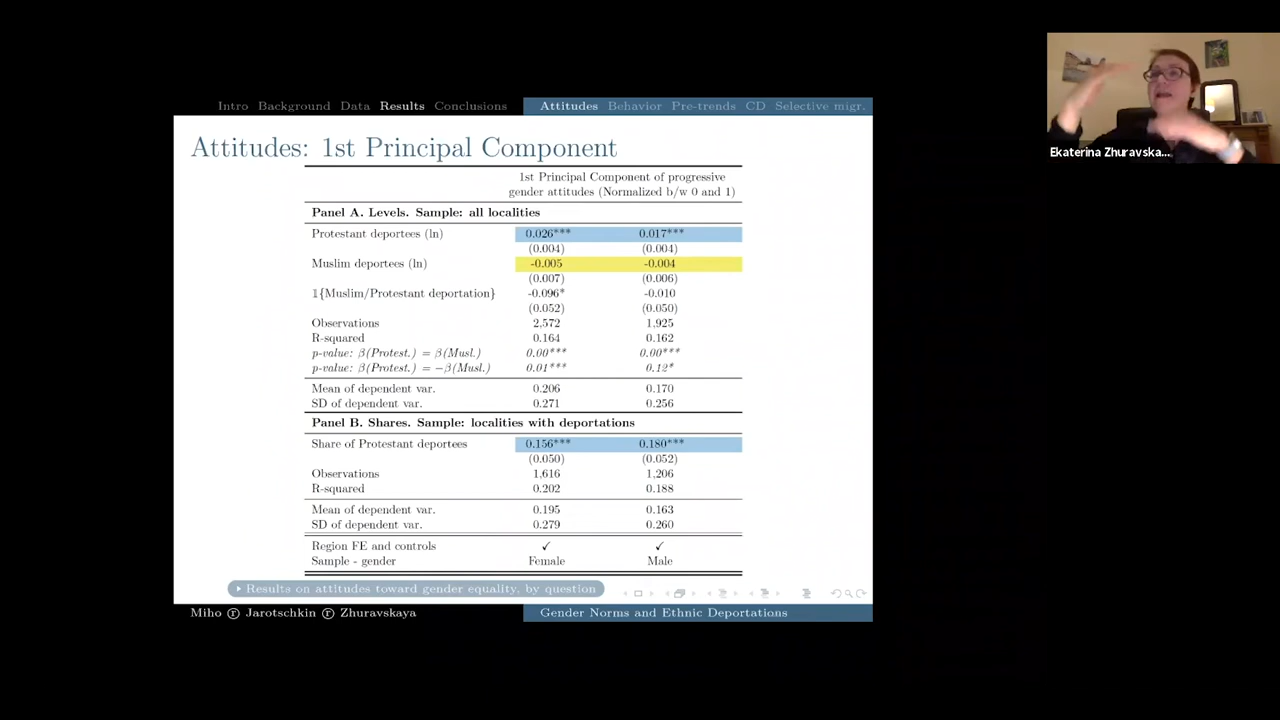 Intro Background Data Results Conclusions Attitudes Behavior Pre-trends CD Selective migr.
Attitudes: 1st Principal Component
1st Principal Component of progressive
gender attitudes (Normalized b/w 0 and 1)
Panel A. Levels. Sample: all localities
Protestant deportees (ln) 0.026*** 0.017***
(0.004) (0.004)
Muslim deportees (ln) -0.005 -0.004
(0.007) (0.006)
1{Muslim/Protestant deportation} -0.096* -0.010
(0.052) (0.050)
Observations 2,572 1,925
R-squared 0.164 0.162
p-value: β(Protest.) = β(Musl.) 0.00*** 0.00***
p-value: β(Protest.) = −β(Musl.) 0.01*** 0.12*
Mean of dependent var. 0.206 0.170
SD of dependent var. 0.271 0.256
Panel B. Shares. Sample: localities with deportations
Share of Protestant deportees 0.156*** 0.180***
(0.050) (0.052)
Observations 1,616 1,206
R-squared 0.202 0.188
Mean of dependent var. 0.195 0.163
SD of dependent var. 0.279 0.260
Region FE and controls ✓ ✓
Sample - gender Female Male
Results on attitudes toward gender equality, by question
Miho ⓡ Jarotschkin ⓡ Zhuravskaya Gender Norms and Ethnic Deportations
Ekaterina Zhuravska...